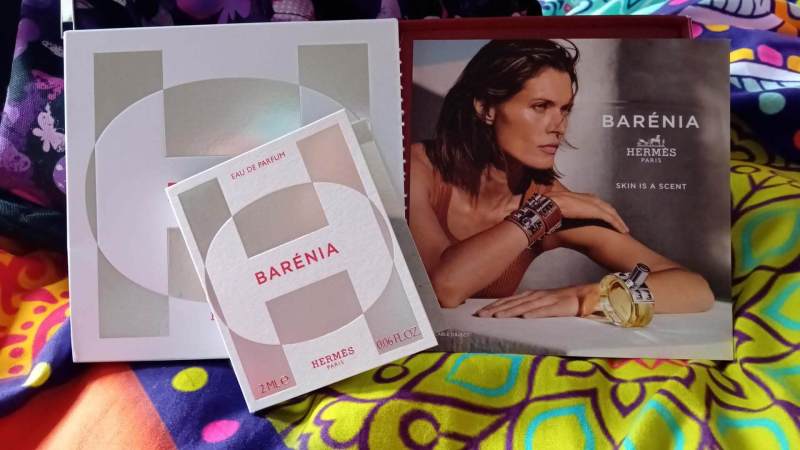 EAU DE PARFUM
BARÉNIA
HERMÈS
PARIS
2 ML e
0.06 FL.OZ.
BARÉNIA
HERMÈS
PARIS
SKIN IS A SCENT